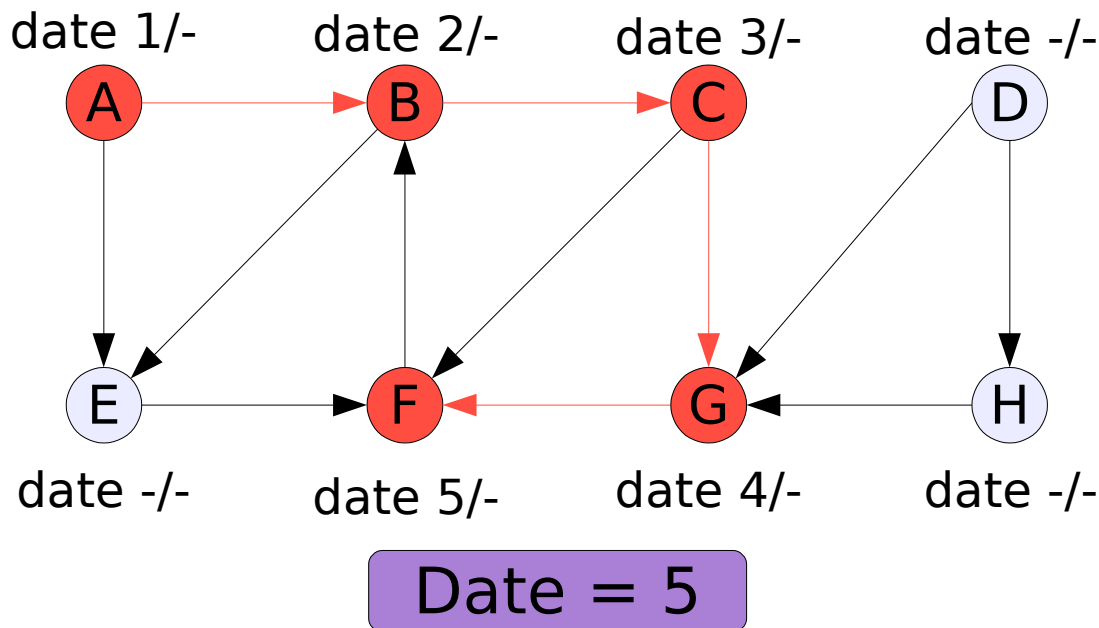 date 1/- date 2/- date 3/- date -/-
A B C D
E F G H
date -/- date 5/- date 4/- date -/-
Date = 5